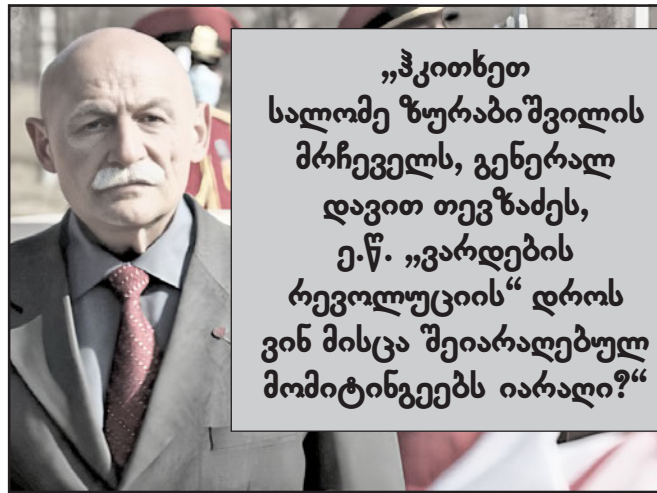 „ჰკითხეთ
სალომე ზურაბიშვილის
მრჩეველს, გენერალ
დავით თევზაძეს,
ე.წ. „ვარდების
რევოლუციის“ დროს
ვინ მისცა შეიარაღებულ
მომიტინგეებს იარაღი?“